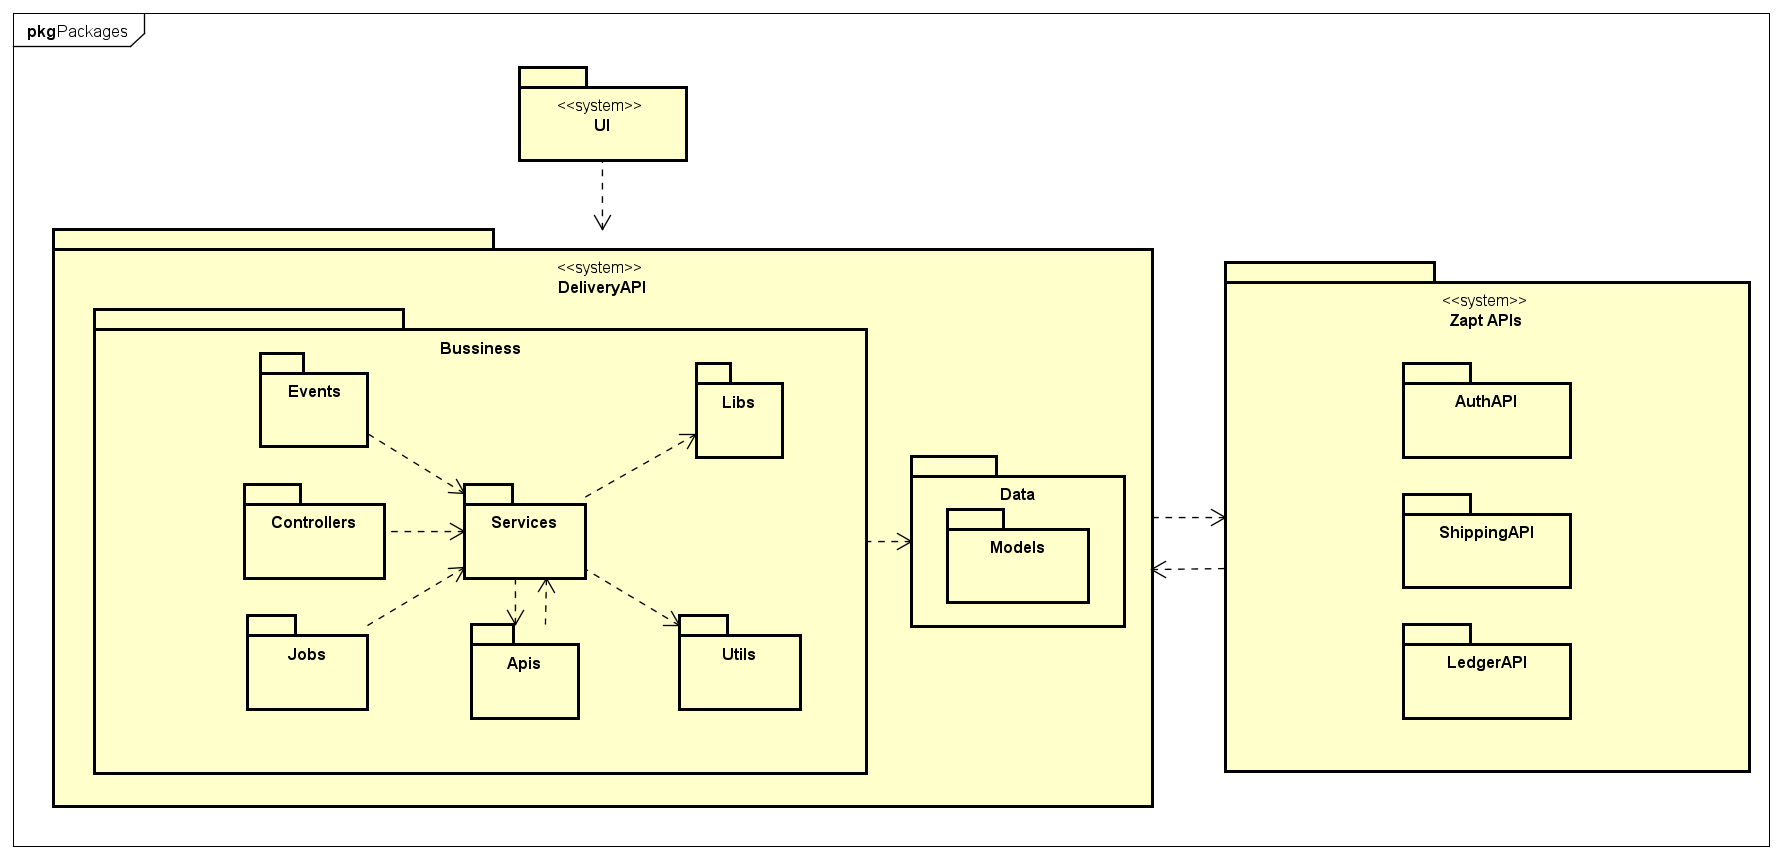 pkgPackages
<<system>>
UI
<<system>>
DeliveryAPI
Bussiness
Events
Libs
Controllers
Services
Jobs
Apis
Utils
Data
Models
<<system>>
Zapt APIs
AuthAPI
ShippingAPI
LedgerAPI